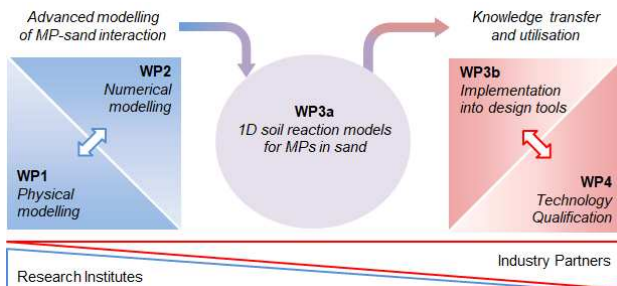 Advanced modelling
of MP-sand interaction
Knowledge transfer
and utilisation
WP2
Numerical
modelling
WP1
Physical
modelling
WP3a
1D soil reaction models
for MPs in sand
WP3b
Implementation
into design tools
WP4
Technology
Qualification
Industry Partners
Research Institutes